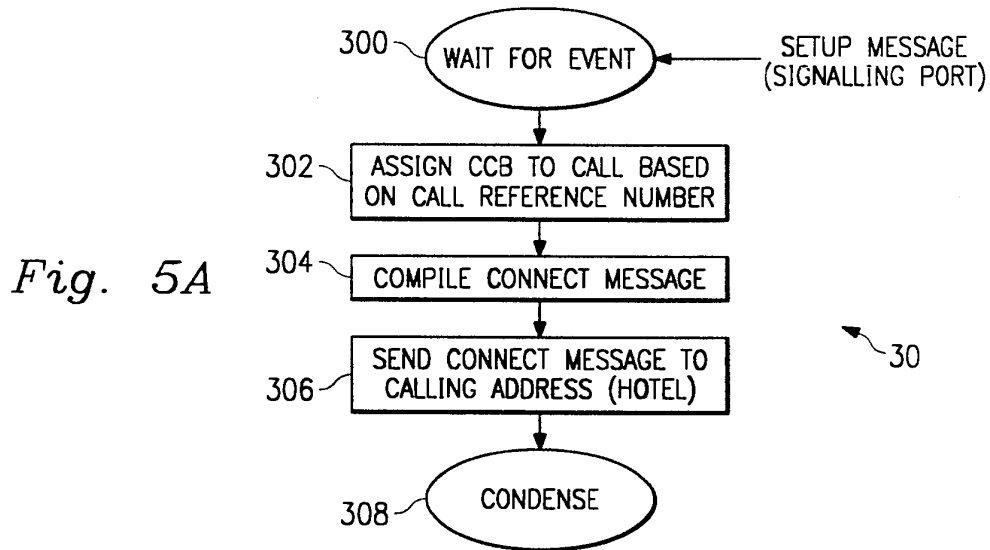 300
WAIT FOR EVENT
SETUP MESSAGE
(SIGNALLING PORT)
302
ASSIGN CCB TO CALL BASED
ON CALL REFERENCE NUMBER
Fig. 5A
304
COMPILE CONNECT MESSAGE
30
306
SEND CONNECT MESSAGE TO
CALLING ADDRESS (HOTEL)
308
CONDENSE